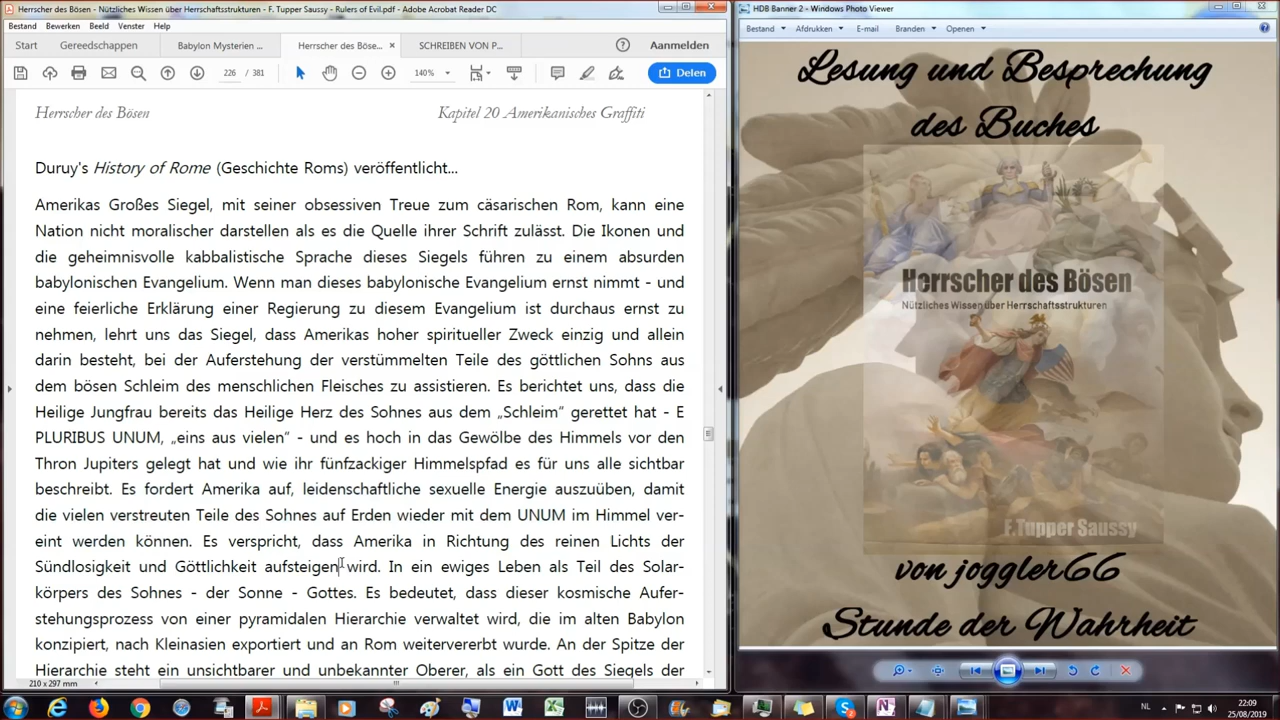 Herrscher des Bösen - Nützliches Wissen über Herrschaftsstrukturen - F. Tupper Saussy - Rulers of Evil.pdf - Adobe Acrobat Reader DC
Bestand Bewerken Beeld Venster Help
Start Gereedschappen Babylon Mysterien ... Herrscher des Böse... × SCHREIBEN VON P... Aanmelden
226 / 381 140% Delen
Herrscher des Bösen Kapitel 20 Amerikanisches Graffiti
Duruy's History of Rome (Geschichte Roms) veröffentlicht...
Amerikas Großes Siegel, mit seiner obsessiven Treue zum cäsarischen Rom, kann eine
Nation nicht moralischer darstellen als es die Quelle ihrer Schrift zulässt. Die Ikonen und
die geheimnisvolle kabbalistische Sprache dieses Siegels führen zu einem absurden
babylonischen Evangelium. Wenn man dieses babylonische Evangelium ernst nimmt - und
eine feierliche Erklärung einer Regierung zu diesem Evangelium ist durchaus ernst zu
nehmen, lehrt uns das Siegel, dass Amerikas hoher spiritueller Zweck einzig und allein
darin besteht, bei der Auferstehung der verstümmelten Teile des göttlichen Sohns aus
dem bösen Schleim des menschlichen Fleisches zu assistieren. Es berichtet uns, dass die
Heilige Jungfrau bereits das Heilige Herz des Sohnes aus dem „Schleim" gerettet hat - E
PLURIBUS UNUM, „eins aus vielen" - und es hoch in das Gewölbe des Himmels vor den
Thron Jupiters gelegt hat und wie ihr fünfzackiger Himmelspfad es für uns alle sichtbar
beschreibt. Es fordert Amerika auf, leidenschaftliche sexuelle Energie auszuüben, damit
die vielen verstreuten Teile des Sohnes auf Erden wieder mit dem UNUM im Himmel ver-
eint werden können. Es verspricht, dass Amerika in Richtung des reinen Lichts der
Sündlosigkeit und Göttlichkeit aufsteigen wird. In ein ewiges Leben als Teil des Solar-
körpers des Sohnes - der Sonne - Gottes. Es bedeutet, dass dieser kosmische Aufer-
stehungsprozess von einer pyramidalen Hierarchie verwaltet wird, die im alten Babylon
konzipiert, nach Kleinasien exportiert und an Rom weitervererbt wurde. An der Spitze der
Hierarchie steht ein unsichtbarer und unbekannter Oberer, als ein Gott des Siegels der
210 x 297 mm
HDB Banner 2 - Windows Photo Viewer
Bestand Afdrukken E-mail Branden Openen
Lesung und Besprechung
des Buches
Herrscher des Bösen
Nützliches Wissen über Herrschaftsstrukturen
F.Tupper Saussy
von joggler66
Stunde der Wahrheit
NL 22:09
25/08/2019